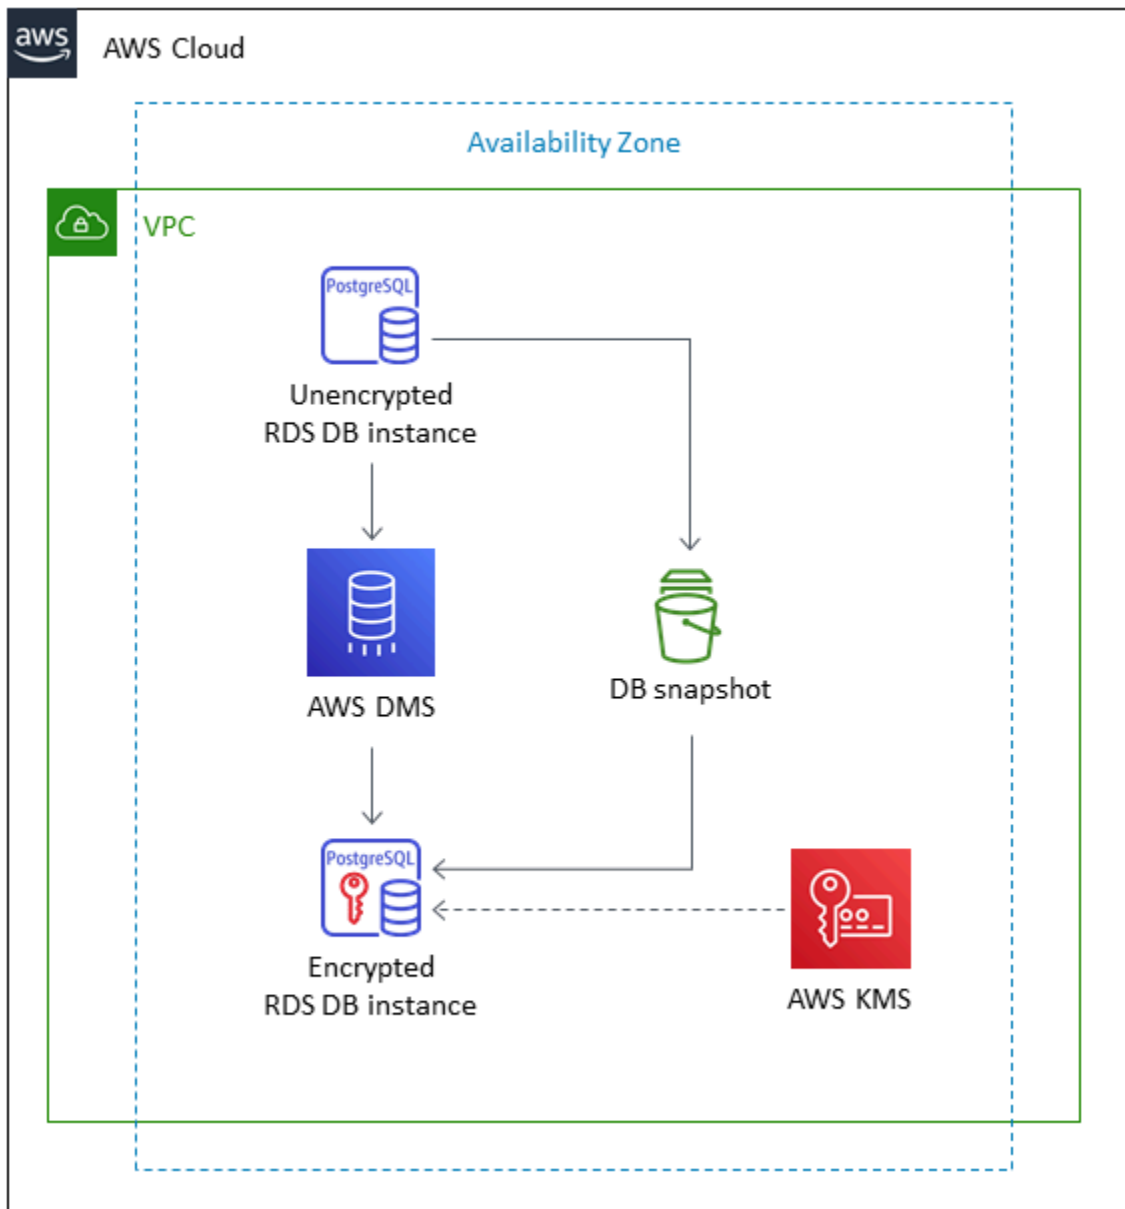 aws
AWS Cloud
Availability Zone
VPC
PostgreSQL
Unencrypted
RDS DB instance
AWS DMS
DB snapshot
PostgreSQL
Encrypted
RDS DB instance
AWS KMS